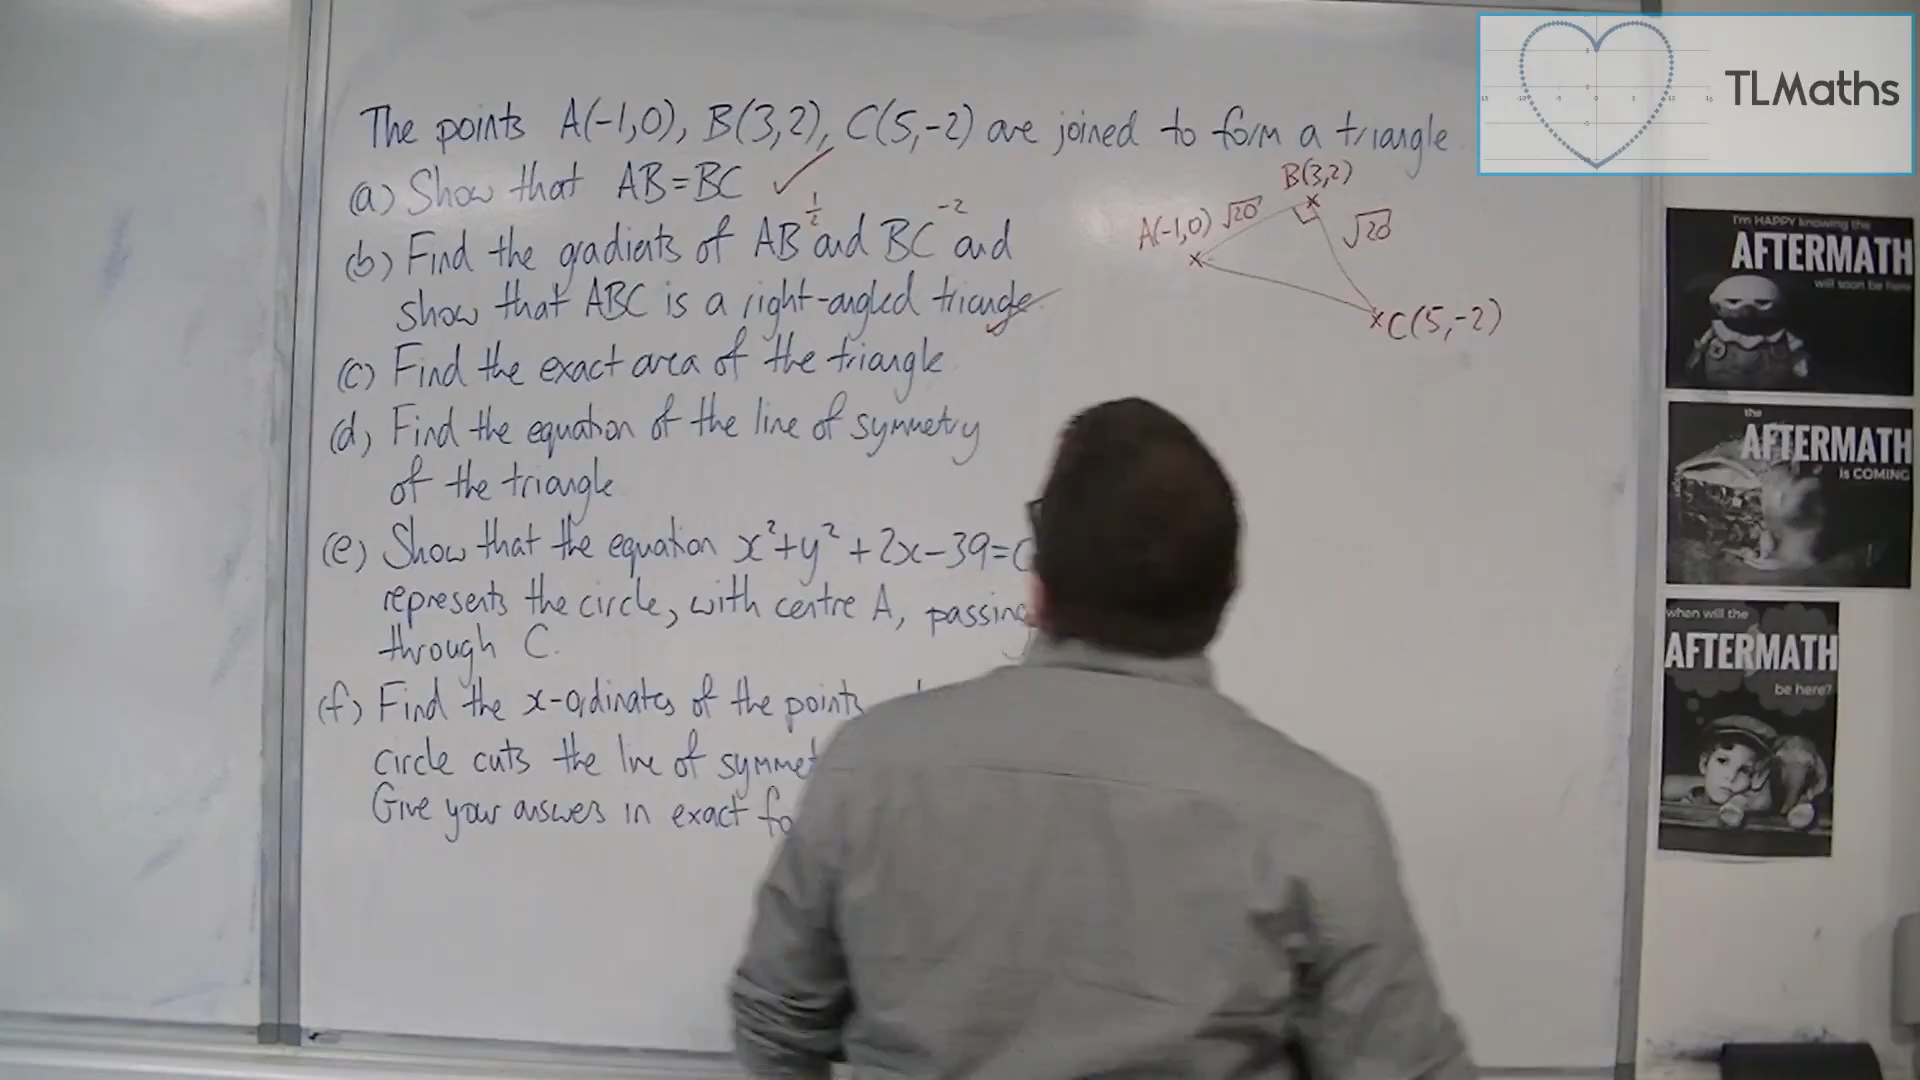 TLMaths
The points A(-1,0), B(3,2), C(5,-2) are joined to form a triangle.
(a) Show that AB=BC ✓
(b) Find the gradients of AB 1/2 and BC -2 and
show that ABC is a right-angled triangle ✓
(c) Find the exact area of the triangle
(d) Find the equation of the line of symmetry
of the triangle
(e) Show that the equation x²+y²+2x-39=
represents the circle, with centre A, passing
through C.
(f) Find the x-ordinates of the points
circle cuts the line of
Give your answers in exact
B(3,2)
A(-1,0) √20
√20
C(5,-2)
I'm HAPPY knowing the
AFTERMATH
will soon be here
the
AFTERMATH
is COMING
when will the
AFTERMATH
be here?